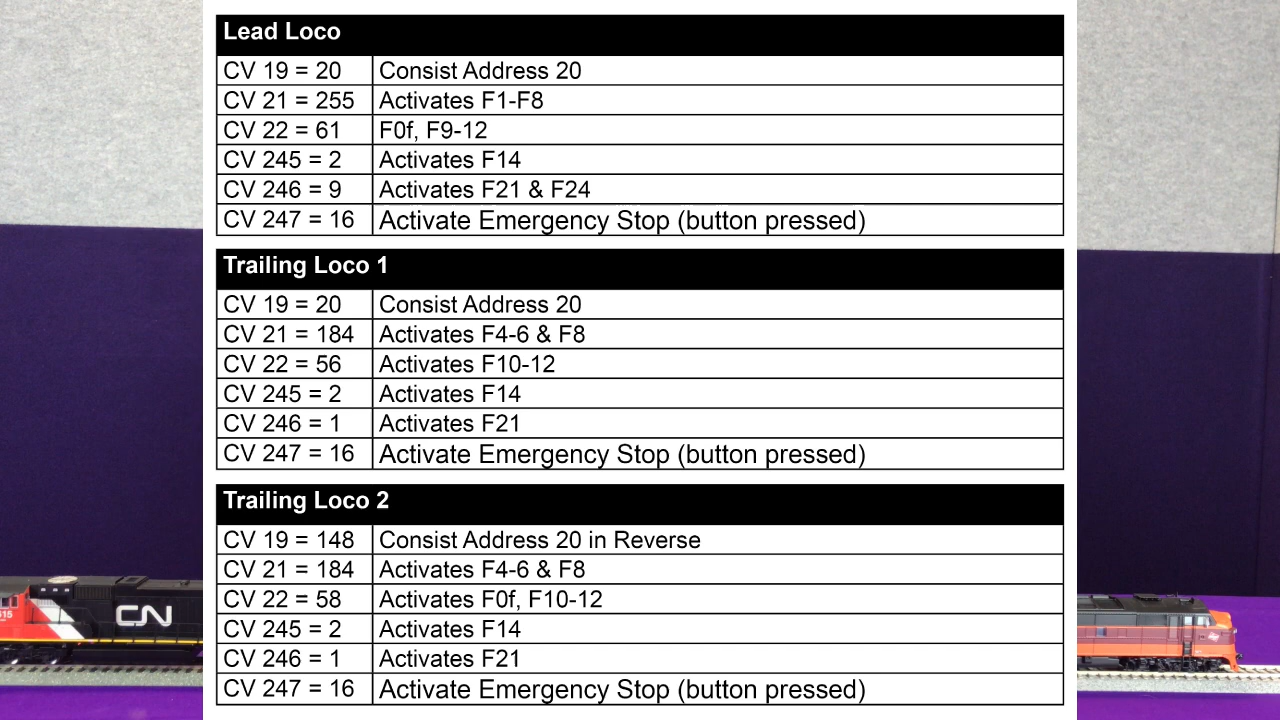 Lead Loco
CV 19 = 20 Consist Address 20
CV 21 = 255 Activates F1-F8
CV 22 = 61 F0f, F9-12
CV 245 = 2 Activates F14
CV 246 = 9 Activates F21 & F24
CV 247 = 16 Activate Emergency Stop (button pressed)
Trailing Loco 1
CV 19 = 20 Consist Address 20
CV 21 = 184 Activates F4-6 & F8
CV 22 = 56 Activates F10-12
CV 245 = 2 Activates F14
CV 246 = 1 Activates F21
CV 247 = 16 Activate Emergency Stop (button pressed)
Trailing Loco 2
CV 19 = 148 Consist Address 20 in Reverse
CV 21 = 184 Activates F4-6 & F8
CV 22 = 58 Activates F0f, F10-12
CV 245 = 2 Activates F14
CV 246 = 1 Activates F21
CV 247 = 16 Activate Emergency Stop (button pressed)
CN